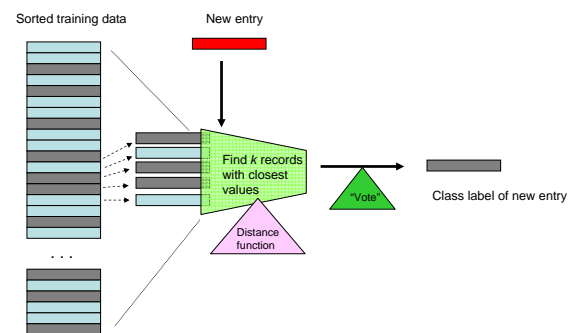 Sorted training data
New entry
Find k records
with closest
values
"Vote"
Class label of new entry
Distance
function
. . .